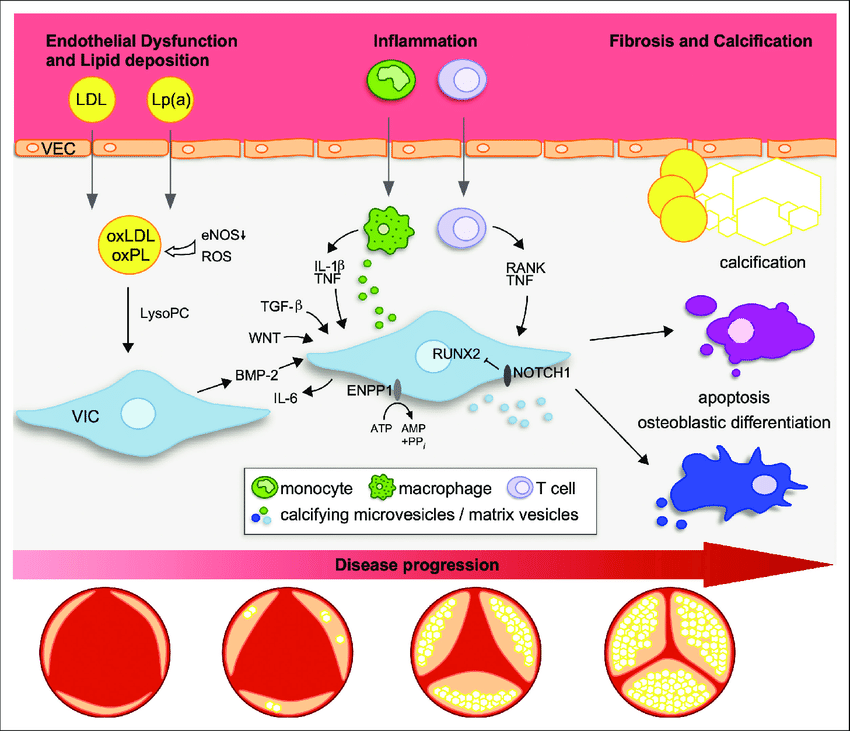 Endothelial Dysfunction
and Lipid deposition
Inflammation
Fibrosis and Calcification
LDL
Lp(a)
VEC
oxLDL
oxPL
eNOS↓
ROS
IL-1β
TNF
RANK
TNF
calcification
LysoPC
TGF-β
WNT
BMP-2
IL-6
RUNX2
NOTCH1
ENPP1
ATP
AMP
+PPi
VIC
apoptosis
osteoblastic differentiation
monocyte
macrophage
T cell
calcifying microvesicles / matrix vesicles
Disease progression